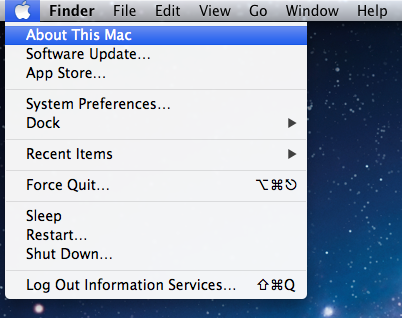 Finder File Edit View Go Window Help
About This Mac
Software Update...
App Store...
System Preferences...
Dock
Recent Items
Force Quit... ⌥⌘⎋
Sleep
Restart...
Shut Down...
Log Out Information Services... ⇧⌘Q